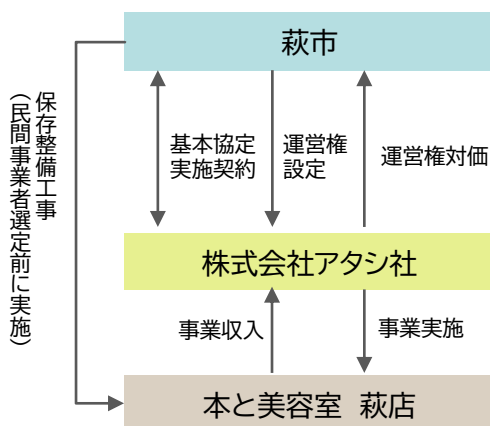 萩市
保存整備工事
（民間事業者選定前に実施）
基本協定
実施契約
運営権
設定
運営権対価
株式会社アタシ社
事業収入
事業実施
本と美容室 萩店